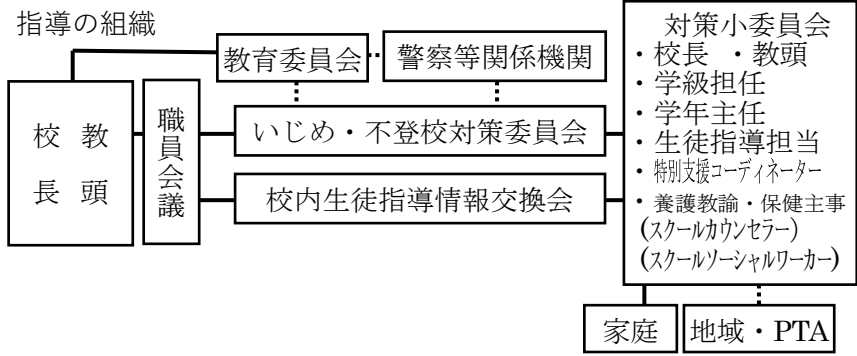 指導の組織
教育委員会
警察等関係機関
校長
教頭
職員会議
いじめ・不登校対策委員会
校内生徒指導情報交換会
対策小委員会
・校長 ・教頭
・学級担任
・学年主任
・生徒指導担当
・特別支援コーディネーター
・養護教諭・保健主事
(スクールカウンセラー)
(スクールソーシャルワーカー)
家庭
地域・PTA